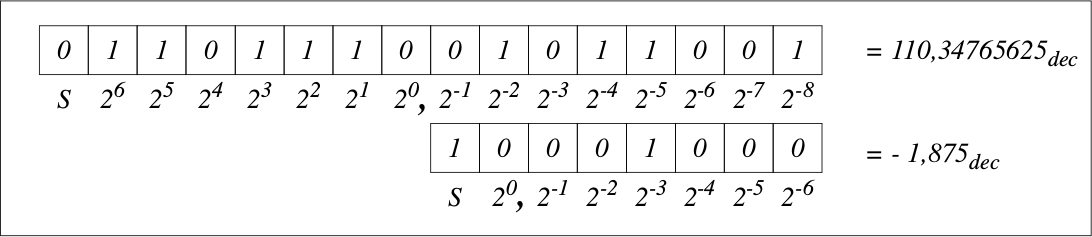 0 1 1 0 1 1 1 0 0 1 0 1 1 0 0 1 = 110,34765625dec
S 2^6 2^5 2^4 2^3 2^2 2^1 2^0, 2^-1 2^-2 2^-3 2^-4 2^-5 2^-6 2^-7 2^-8
1 0 0 0 1 0 0 0 = - 1,875dec
S 2^0, 2^-1 2^-2 2^-3 2^-4 2^-5 2^-6